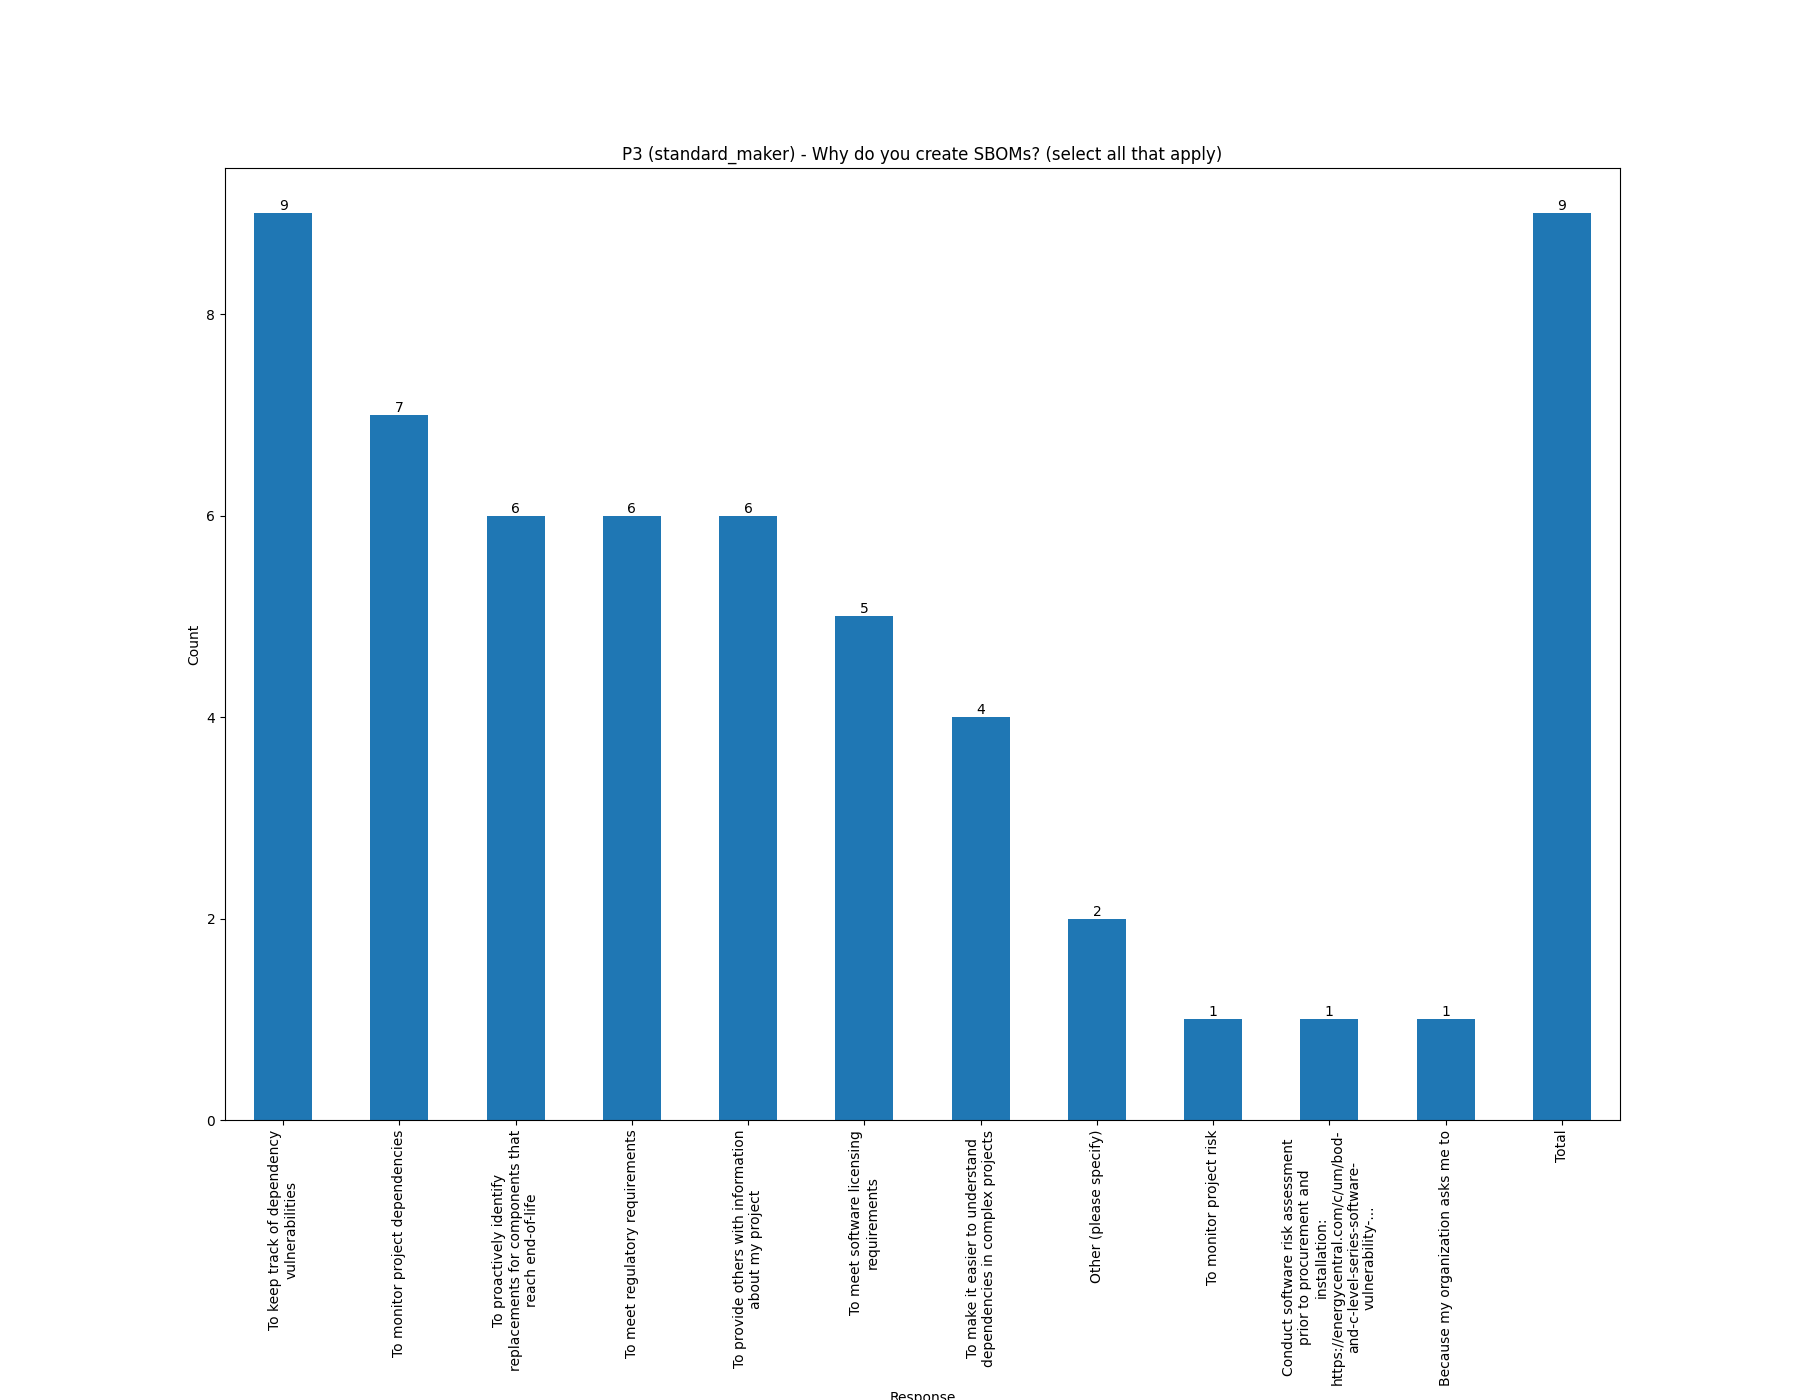 P3 (standard_maker) - Why do you create SBOMs? (select all that apply)
9
7
6
6
6
5
4
2
1
1
1
9
8
6
4
2
0
Count
To keep track of dependency
vulnerabilities
To monitor project dependencies
To proactively identify
replacements for components that
reach end-of-life
To meet regulatory requirements
To provide others with information
about my project
To meet software licensing
requirements
To make it easier to understand
dependencies in complex projects
Other (please specify)
To monitor project risk
Conduct software risk assessment
prior to procurement and
installation:
https://energycentral.com/c/um/bod-
and-c-level-series-software-
vulnerability-...
Because my organization asks me to
Total
Response